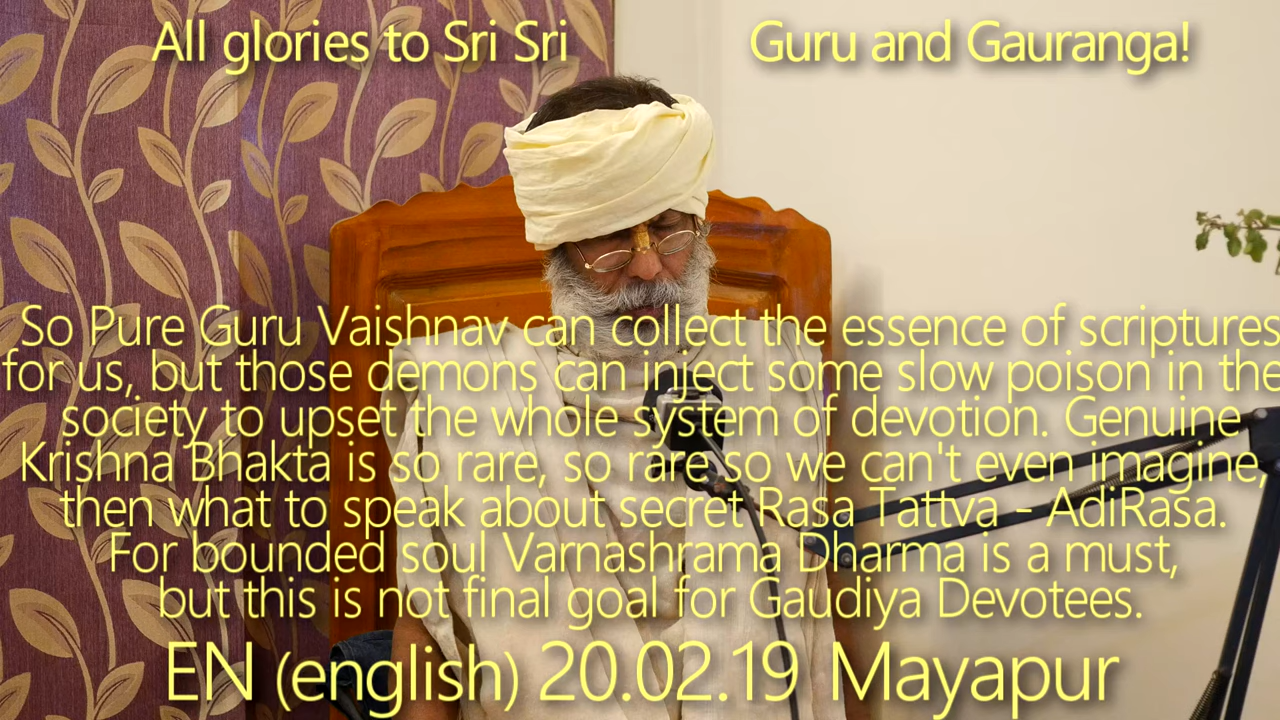 All glories to Sri Sri Guru and Gauranga!
So Pure Guru Vaishnav can collect the essence of scriptures
for us, but those demons can inject some slow poison in the
society to upset the whole system of devotion. Genuine
Krishna Bhakta is so rare, so rare so we can't even imagine,
then what to speak about secret Rasa Tattva - AdiRasa.
For bounded soul Varnashrama Dharma is a must,
but this is not final goal for Gaudiya Devotees.
EN (english) 20.02.19 Mayapur